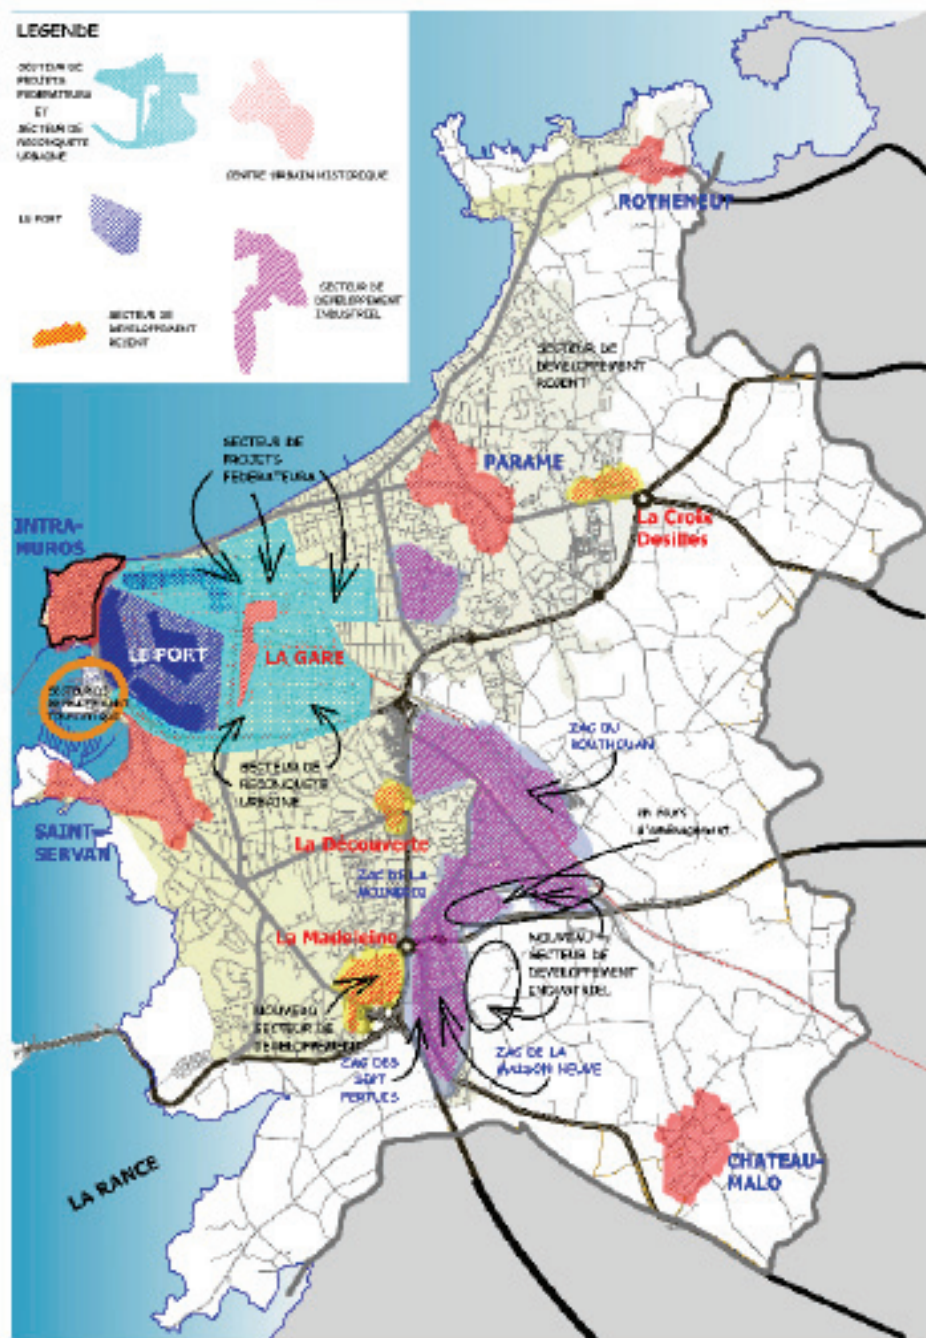 LEGENDE
SECTEUR DE
PROJETS
FEDERATEURS
ET
SECTEUR DE
RECONQUETE
URBAINE
CENTRE URBAIN HISTORIQUE
LE PORT
SECTEUR DE
DEVELOPPEMENT
INDUSTRIEL
SECTEUR DE
DEVELOPPEMENT
RECENT
ROTHENEUF
SECTEUR DE
DEVELOPPEMENT
RECENT
SECTEUR DE
PROJETS
FEDERATEURS
PARAME
La Croix
Desilles
INTRA-
MUROS
LE PORT
LA GARE
SECTEUR DE
ZAC DU
ROUTHOUAN
SECTEUR DE
RECONQUETE
URBAINE
SAINT-
SERVAN
La Découverte
EN COURS
D'AMENAGEMENT
ZAC DE LA
La Madeleine
NOUVEAU
SECTEUR DE
DEVELOPPEMENT
INDUSTRIEL
NOUVEAU
SECTEUR DE
DEVELOPPEMENT
ZAC DES
SEPT
PERTUES
ZAC DE LA
MAISON NEUVE
LA RANCE
CHATEAU-
MALO